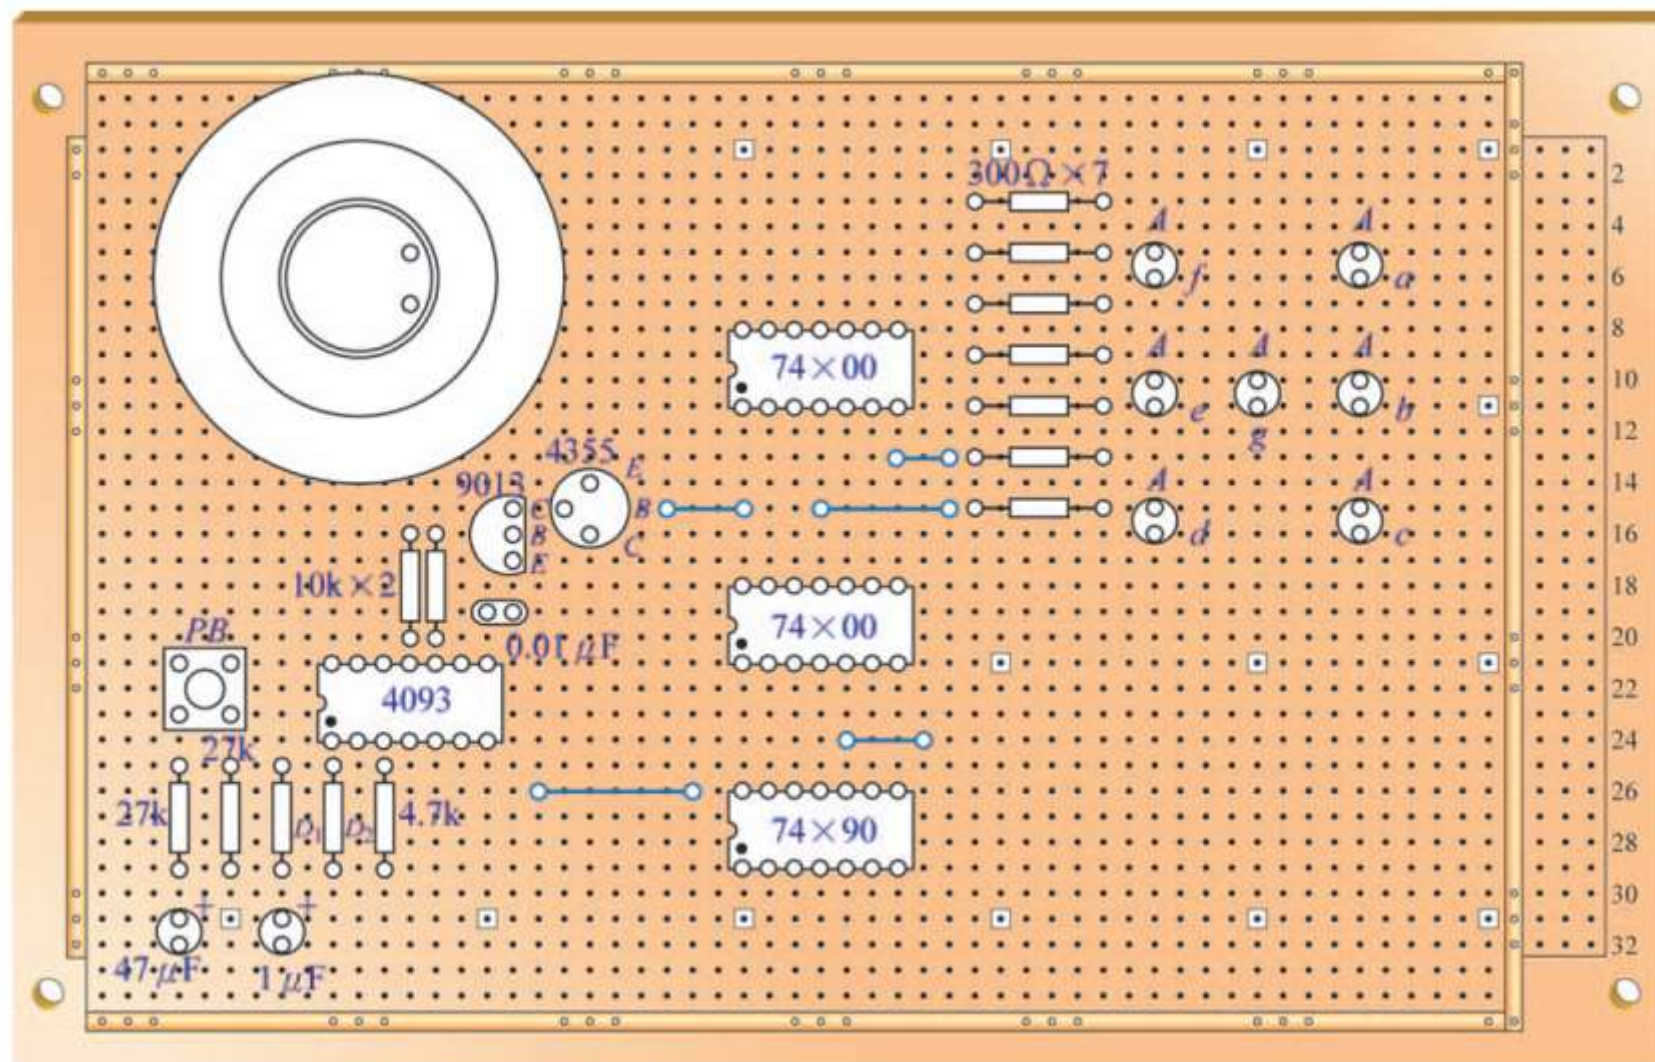 300Ω×7
2
4
A
A
6
f
a
8
A
A
A
74×00
10
e
b
12
g
4355
E
9013
14
A
A
C
B
B
16
d
c
C
E
10k×2
18
PB
74×00
20
0.01 μF
4093
22
27k
24
26
27k
D₁
D₂
4.7k
74×90
28
30
+
+
32
47 μF
1 μF